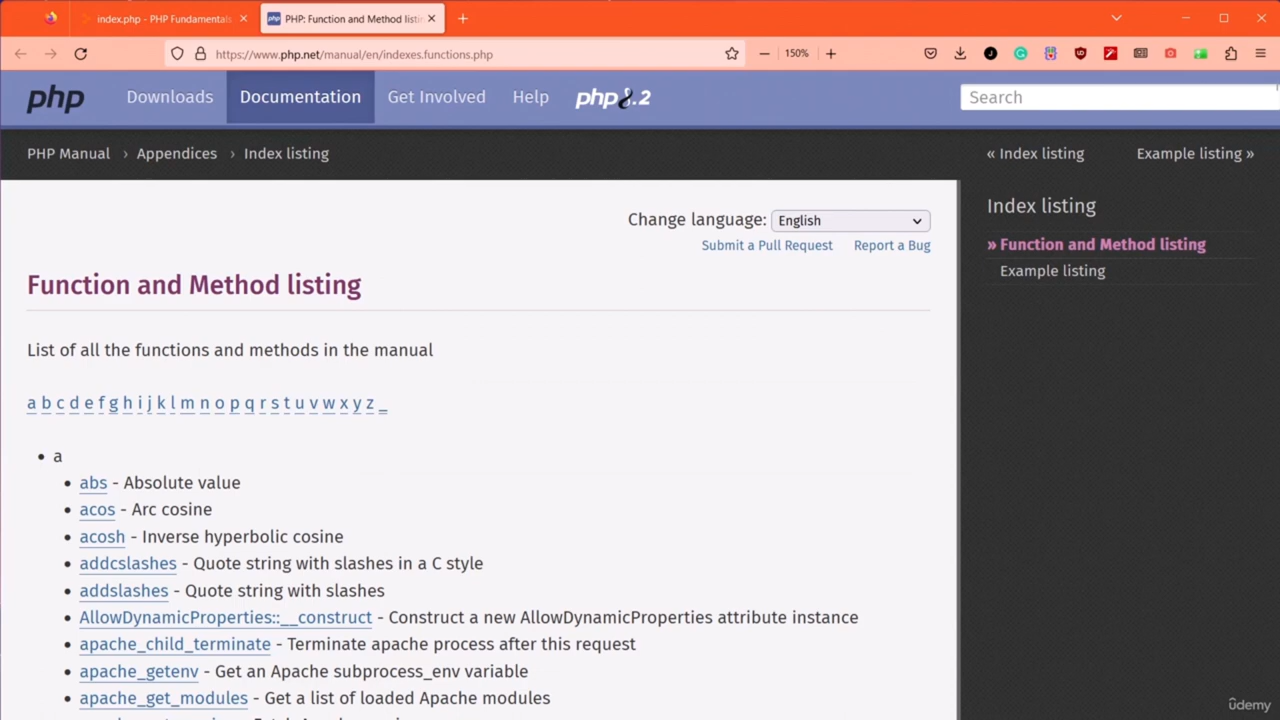 index.php - PHP Fundamentals
PHP: Function and Method listi
https://www.php.net/manual/en/indexes.functions.php
150%
php
Downloads
Documentation
Get Involved
Help
php8.2
Search
PHP Manual › Appendices › Index listing
« Index listing
Example listing »
Change language: English
Submit a Pull Request
Report a Bug
Function and Method listing
List of all the functions and methods in the manual
a b c d e f g h i j k l m n o p q r s t u v w x y z _
• a
• abs - Absolute value
• acos - Arc cosine
• acosh - Inverse hyperbolic cosine
• addcslashes - Quote string with slashes in a C style
• addslashes - Quote string with slashes
• AllowDynamicProperties::__construct - Construct a new AllowDynamicProperties attribute instance
• apache_child_terminate - Terminate apache process after this request
• apache_getenv - Get an Apache subprocess_env variable
• apache_get_modules - Get a list of loaded Apache modules
Index listing
» Function and Method listing
Example listing
ûdemy